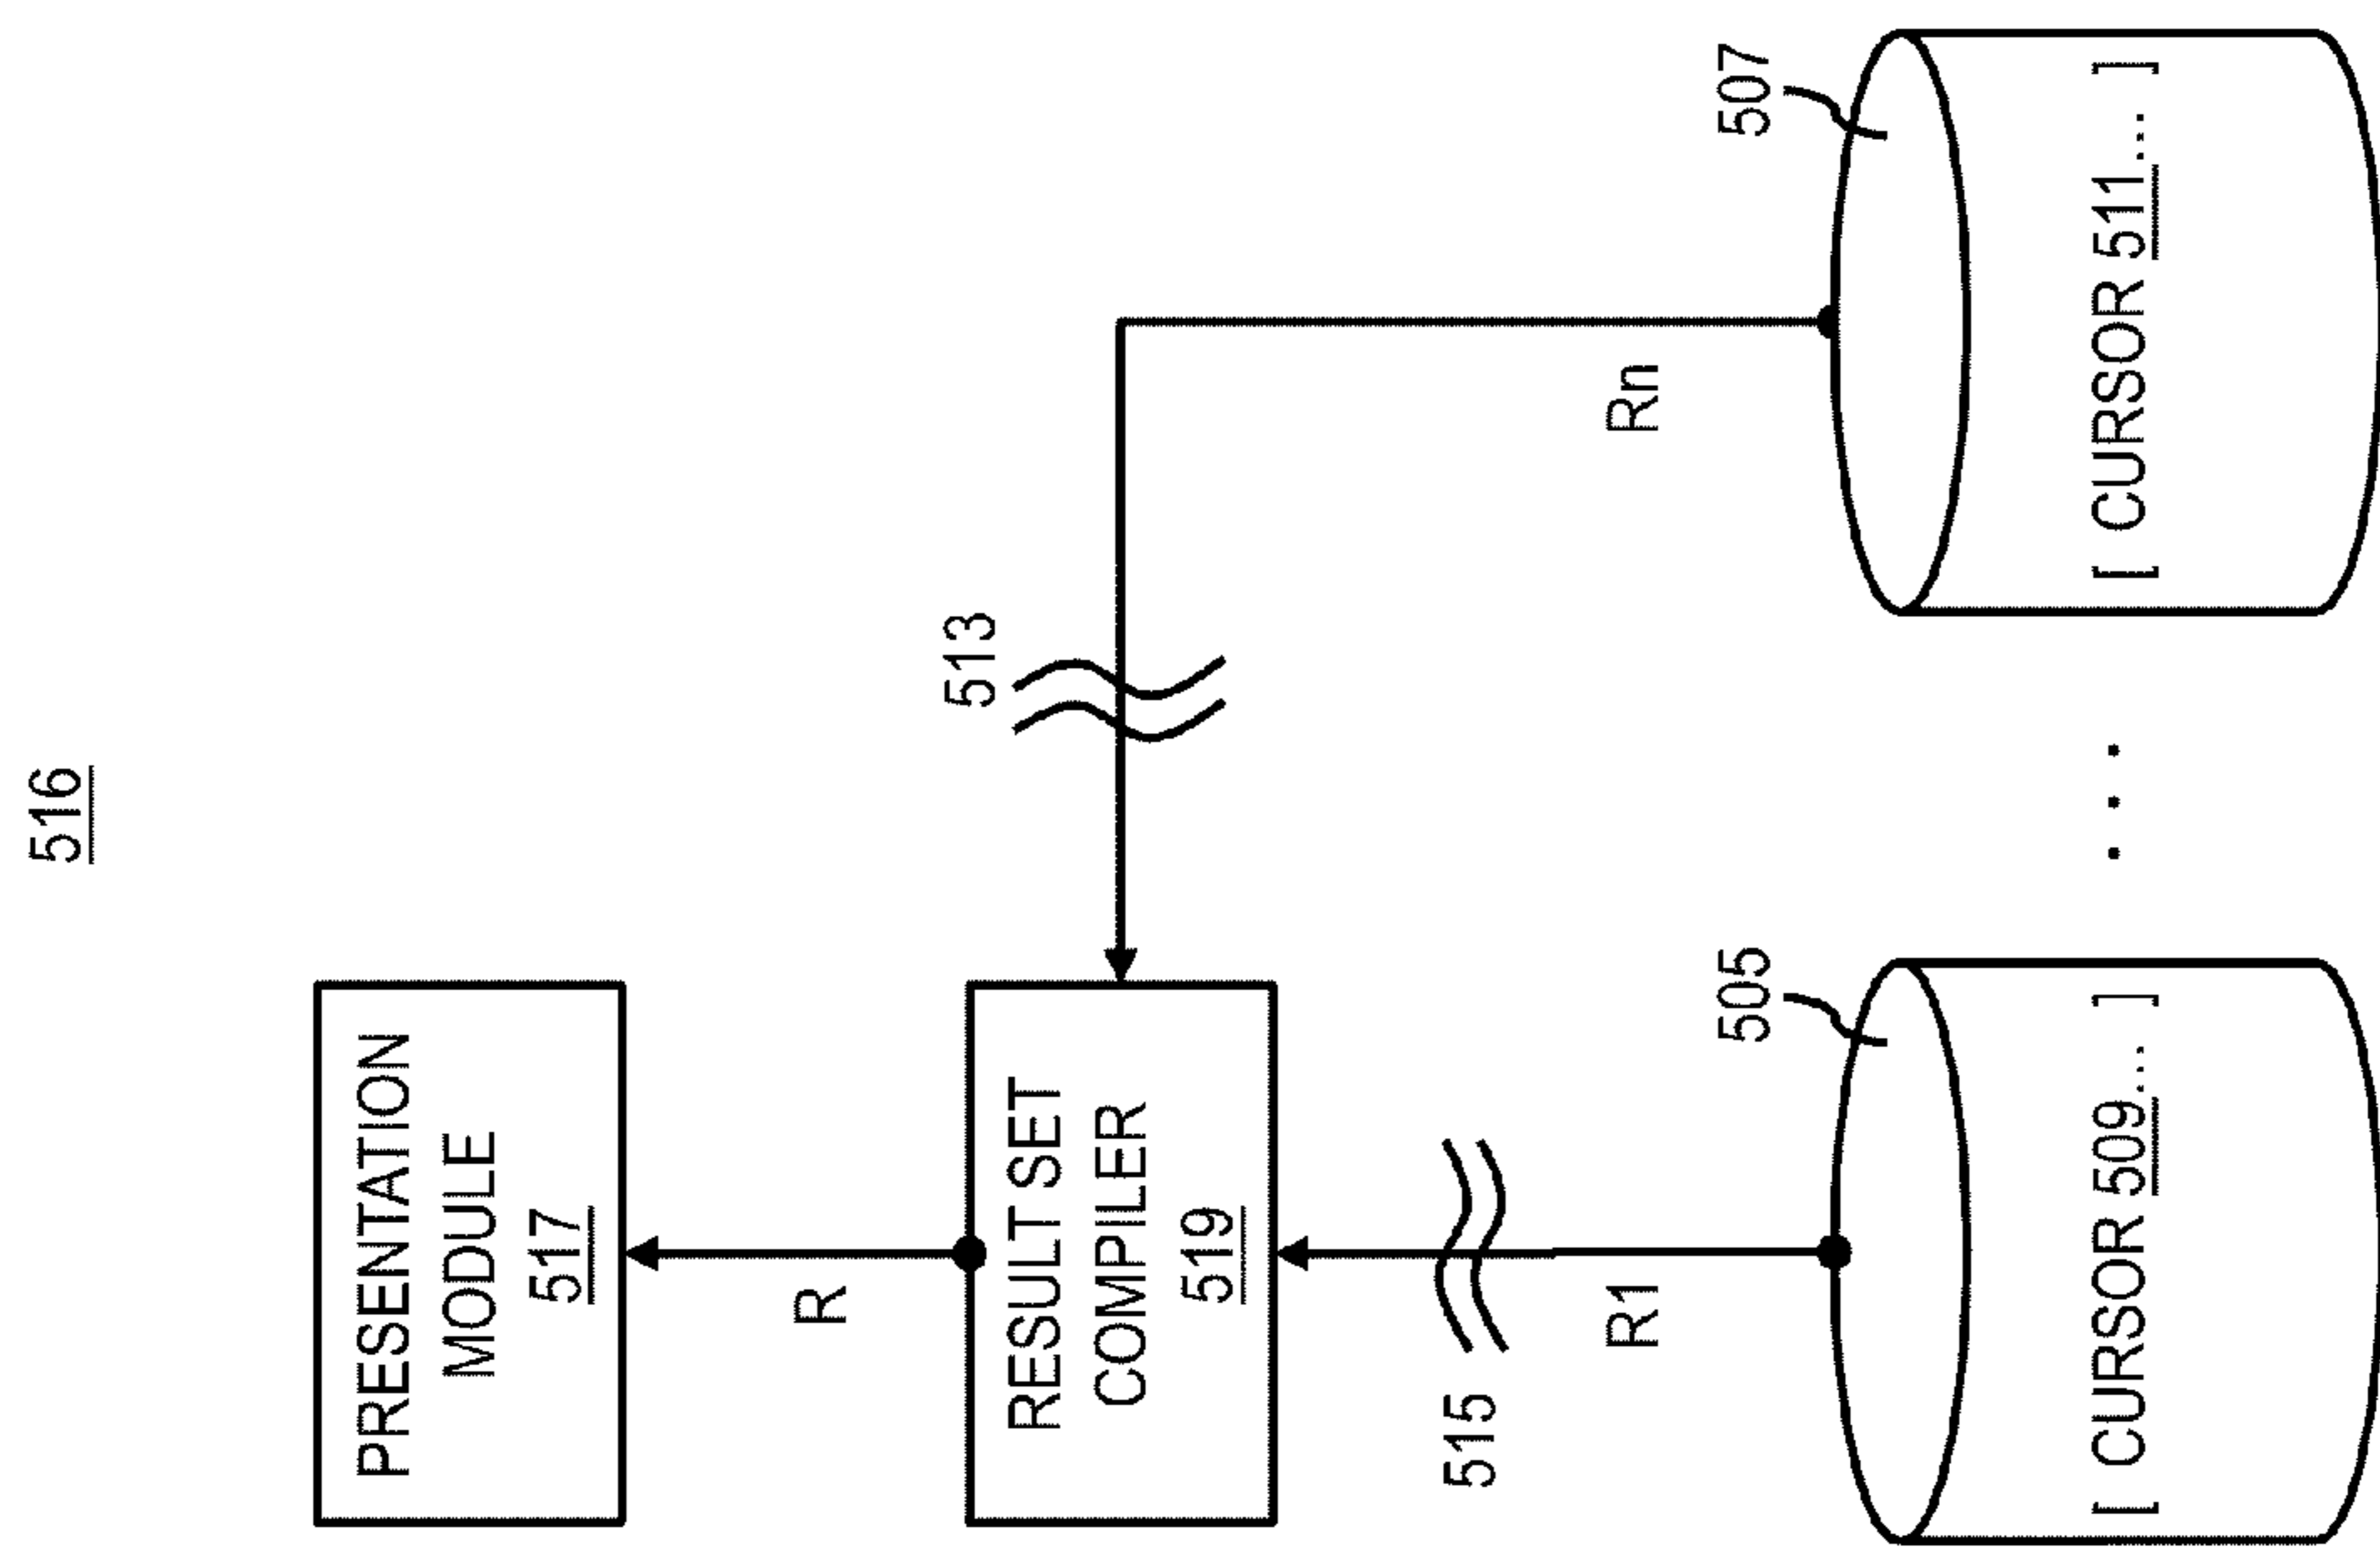 516
PRESENTATION
MODULE
517
R
RESULT SET
COMPILER
519
513
515
R1
Rn
505
507
[ CURSOR 509... ]
. . .
[ CURSOR 511... ]